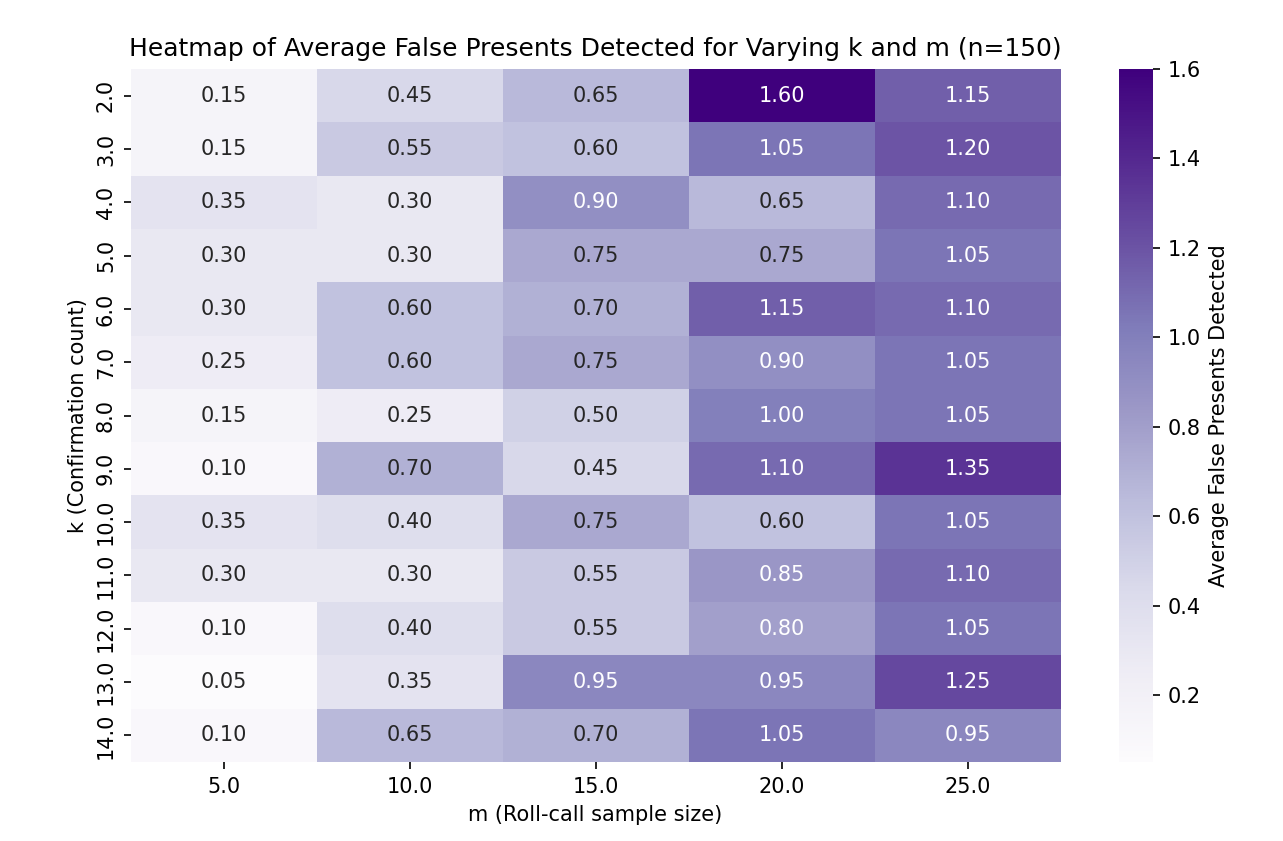 Heatmap of Average False Presents Detected for Varying k and m (n=150)
k (Confirmation count)
2.0 0.15 0.45 0.65 1.60 1.15
3.0 0.15 0.55 0.60 1.05 1.20
4.0 0.35 0.30 0.90 0.65 1.10
5.0 0.30 0.30 0.75 0.75 1.05
6.0 0.30 0.60 0.70 1.15 1.10
7.0 0.25 0.60 0.75 0.90 1.05
8.0 0.15 0.25 0.50 1.00 1.05
9.0 0.10 0.70 0.45 1.10 1.35
10.0 0.35 0.40 0.75 0.60 1.05
11.0 0.30 0.30 0.55 0.85 1.10
12.0 0.10 0.40 0.55 0.80 1.05
13.0 0.05 0.35 0.95 0.95 1.25
14.0 0.10 0.65 0.70 1.05 0.95
5.0 10.0 15.0 20.0 25.0
m (Roll-call sample size)
1.6
1.4
1.2
1.0
0.8
0.6
0.4
0.2
Average False Presents Detected